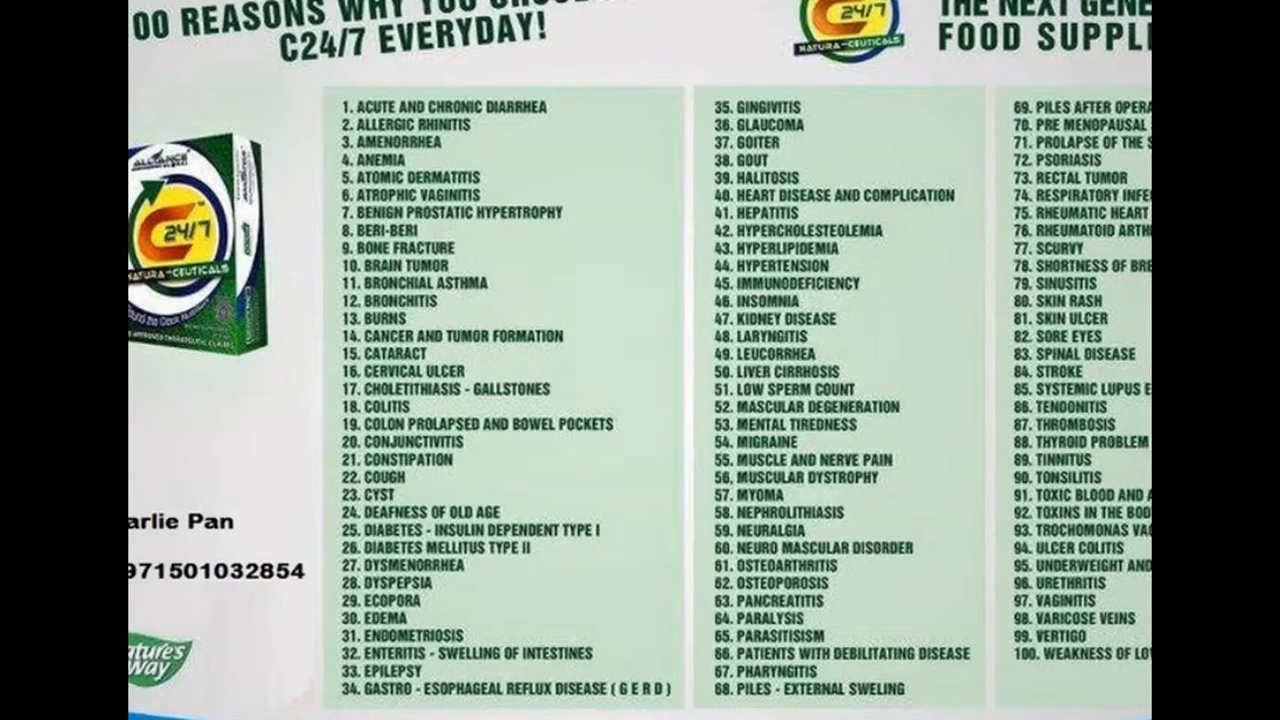 00 REASONS WHY YOU
C24/7 EVERYDAY!
24/7
NATURA-CEUTICALS
THE NEXT GENE
FOOD SUPPLI
ALLIANCE
24/7
NATURA-CEUTICALS
arlie Pan
971501032854
ature's
Way
1. ACUTE AND CHRONIC DIARRHEA
2. ALLERGIC RHINITIS
3. AMENORRHEA
4. ANEMIA
5. ATOMIC DERMATITIS
6. ATROPHIC VAGINITIS
7. BENIGN PROSTATIC HYPERTROPHY
8. BERI-BERI
9. BONE FRACTURE
10. BRAIN TUMOR
11. BRONCHIAL ASTHMA
12. BRONCHITIS
13. BURNS
14. CANCER AND TUMOR FORMATION
15. CATARACT
16. CERVICAL ULCER
17. CHOLETITHIASIS - GALLSTONES
18. COLITIS
19. COLON PROLAPSED AND BOWEL POCKETS
20. CONJUNCTIVITIS
21. CONSTIPATION
22. COUGH
23. CYST
24. DEAFNESS OF OLD AGE
25. DIABETES - INSULIN DEPENDENT TYPE I
26. DIABETES MELLITUS TYPE II
27. DYSMENORRHEA
28. DYSPEPSIA
29. ECOPORA
30. EDEMA
31. ENDOMETRIOSIS
32. ENTERITIS - SWELLING OF INTESTINES
33. EPILEPSY
34. GASTRO - ESOPHAGEAL REFLUX DISEASE ( G E R D )
35. GINGIVITIS
36. GLAUCOMA
37. GOITER
38. GOUT
39. HALITOSIS
40. HEART DISEASE AND COMPLICATION
41. HEPATITIS
42. HYPERCHOLESTEOLEMIA
43. HYPERLIPIDEMIA
44. HYPERTENSION
45. IMMUNODEFICIENCY
46. INSOMNIA
47. KIDNEY DISEASE
48. LARYNGITIS
49. LEUCORRHEA
50. LIVER CIRRHOSIS
51. LOW SPERM COUNT
52. MASCULAR DEGENERATION
53. MENTAL TIREDNESS
54. MIGRAINE
55. MUSCLE AND NERVE PAIN
56. MUSCULAR DYSTROPHY
57. MYOMA
58. NEPHROLITHIASIS
59. NEURALGIA
60. NEURO MASCULAR DISORDER
61. OSTEOARTHRITIS
62. OSTEOPOROSIS
63. PANCREATITIS
64. PARALYSIS
65. PARASITISISM
66. PATIENTS WITH DEBILITATING DISEASE
67. PHARYNGITIS
68. PILES - EXTERNAL SWELING
69. PILES AFTER OPERA
70. PRE MENOPAUSAL
71. PROLAPSE OF THE S
72. PSORIASIS
73. RECTAL TUMOR
74. RESPIRATORY INFE
75. RHEUMATIC HEART
76. RHEUMATOID ARTH
77. SCURVY
78. SHORTNESS OF BRE
79. SINUSITIS
80. SKIN RASH
81. SKIN ULCER
82. SORE EYES
83. SPINAL DISEASE
84. STROKE
85. SYSTEMIC LUPUS E
86. TENDONITIS
87. THROMBOSIS
88. THYROID PROBLEM
89. TINNITUS
90. TONSILITIS
91. TOXIC BLOOD AND A
92. TOXINS IN THE BOD
93. TROCHOMONAS VAG
94. ULCER COLITIS
95. UNDERWEIGHT AND
96. URETHRITIS
97. VAGINITIS
98. VARICOSE VEINS
99. VERTIGO
100. WEAKNESS OF LO